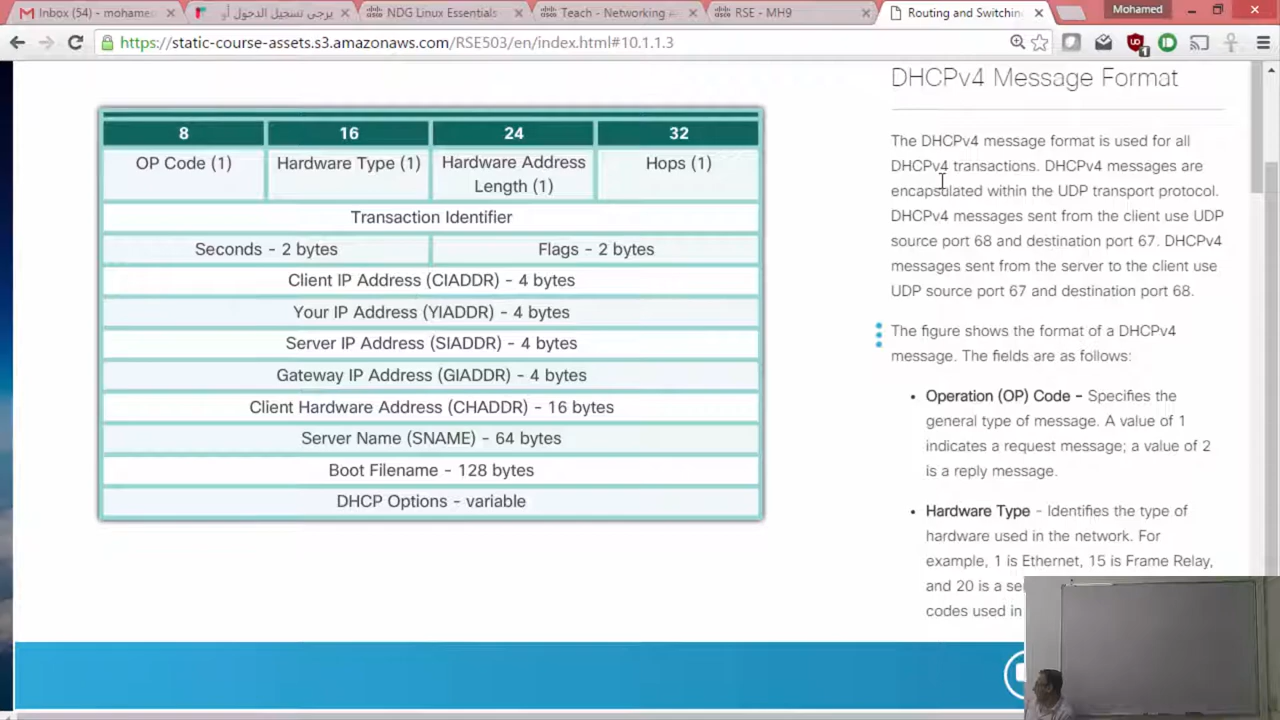 Inbox (54) - mohame
يرجى تسجيل الدخول أو
NDG Linux Essentials
Teach - Networking
RSE - MH9
Routing and Switchin
Mohamed
https://static-course-assets.s3.amazonaws.com/RSE503/en/index.html#10.1.1.3
8 16 24 32
OP Code (1) Hardware Type (1) Hardware Address Hops (1)
Length (1)
Transaction Identifier
Seconds - 2 bytes Flags - 2 bytes
Client IP Address (CIADDR) - 4 bytes
Your IP Address (YIADDR) - 4 bytes
Server IP Address (SIADDR) - 4 bytes
Gateway IP Address (GIADDR) - 4 bytes
Client Hardware Address (CHADDR) - 16 bytes
Server Name (SNAME) - 64 bytes
Boot Filename - 128 bytes
DHCP Options - variable
DHCPv4 Message Format
The DHCPv4 message format is used for all
DHCPv4 transactions. DHCPv4 messages are
encapsulated within the UDP transport protocol.
DHCPv4 messages sent from the client use UDP
source port 68 and destination port 67. DHCPv4
messages sent from the server to the client use
UDP source port 67 and destination port 68.
The figure shows the format of a DHCPv4
message. The fields are as follows:
• Operation (OP) Code - Specifies the
general type of message. A value of 1
indicates a request message; a value of 2
is a reply message.
• Hardware Type - Identifies the type of
hardware used in the network. For
example, 1 is Ethernet, 15 is Frame Relay,
and 20 is a se
codes used in